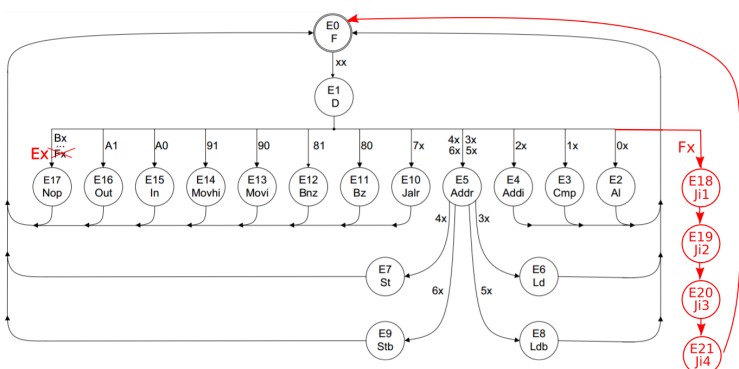 E0
F
xx
E1
D
Bx
...
Fx
Ex
A1
A0
91
90
81
80
7x
4x 3x
6x 5x
2x
1x
0x
Fx
E17
Nop
E16
Out
E15
In
E14
Movhi
E13
Movi
E12
Bnz
E11
Bz
E10
Jalr
E5
Addr
E4
Addi
E3
Cmp
E2
Al
E18
Ji1
4x
3x
E19
Ji2
E7
St
E6
Ld
6x
5x
E20
Ji3
E9
Stb
E8
Ldb
E21
Ji4